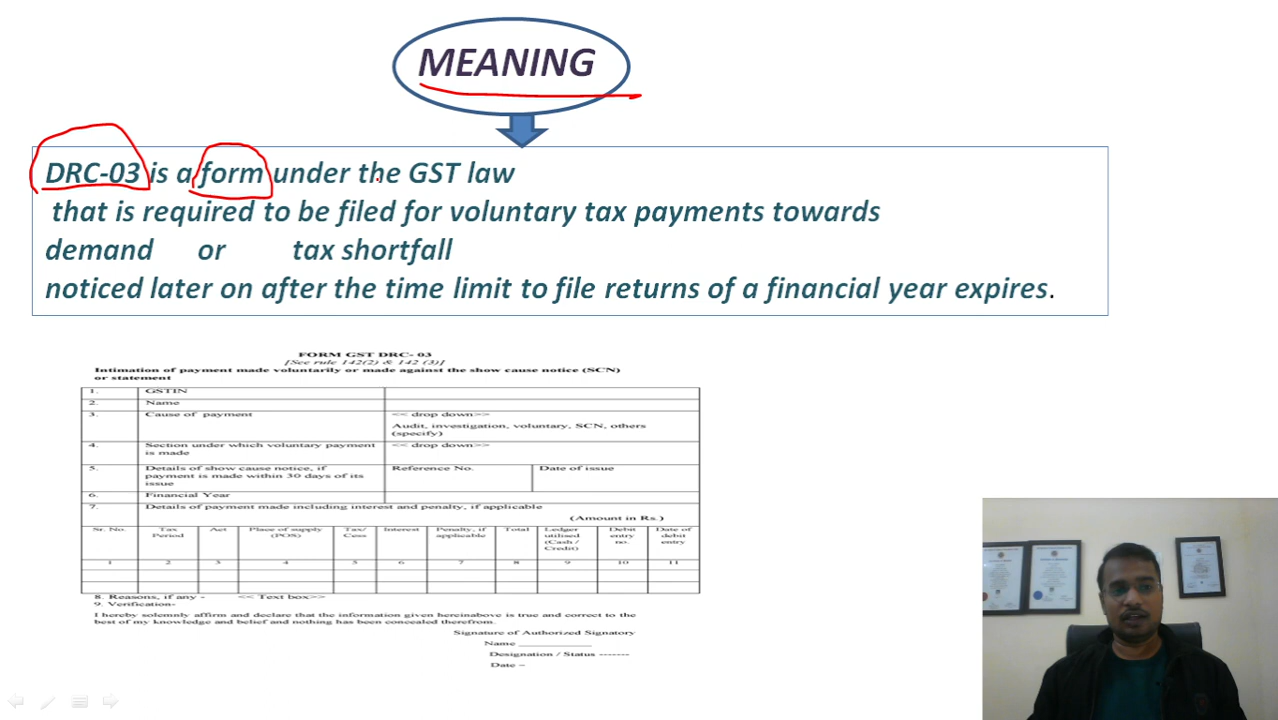 MEANING
DRC-03 is a form under the GST law
that is required to be filed for voluntary tax payments towards
demand or tax shortfall
noticed later on after the time limit to file returns of a financial year expires.
FORM GST DRC- 03
[See rule 142(2) & 142 (3)]
Intimation of payment made voluntarily or made against the show cause notice (SCN)
or statement
1. GSTIN
2. Name
3. Cause of payment << drop down>>
Audit, investigation, voluntary, SCN, others
(specify)
4. Section under which voluntary payment << drop down>>
is made
5. Details of show cause notice, if Reference No. Date of issue
payment is made within 30 days of its
issue
6. Financial Year
7. Details of payment made including interest and penalty, if applicable
(Amount in Rs.)
Sr. No. Tax Act Place of supply Tax/ Interest Penalty, if Total Ledger Debit Date of
Period (POS) Cess applicable utilised entry debit
(Cash / no. entry
Credit)
1 2 3 4 5 6 7 8 9 10 11
8. Reasons, if any - << Text box>>
9. Verification-
I hereby solemnly affirm and declare that the information given hereinabove is true and correct to the
best of my knowledge and belief and nothing has been concealed therefrom.
Signature of Authorized Signatory
Name ___________
Designation / Status -------
Date –